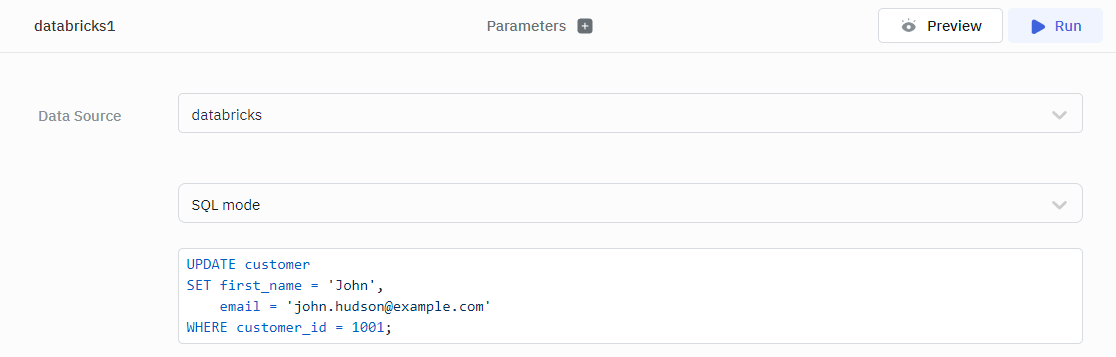 databricks1
Parameters +
Preview
Run
Data Source
databricks
SQL mode
UPDATE customer
SET first_name = 'John',
    email = 'john.hudson@example.com'
WHERE customer_id = 1001;